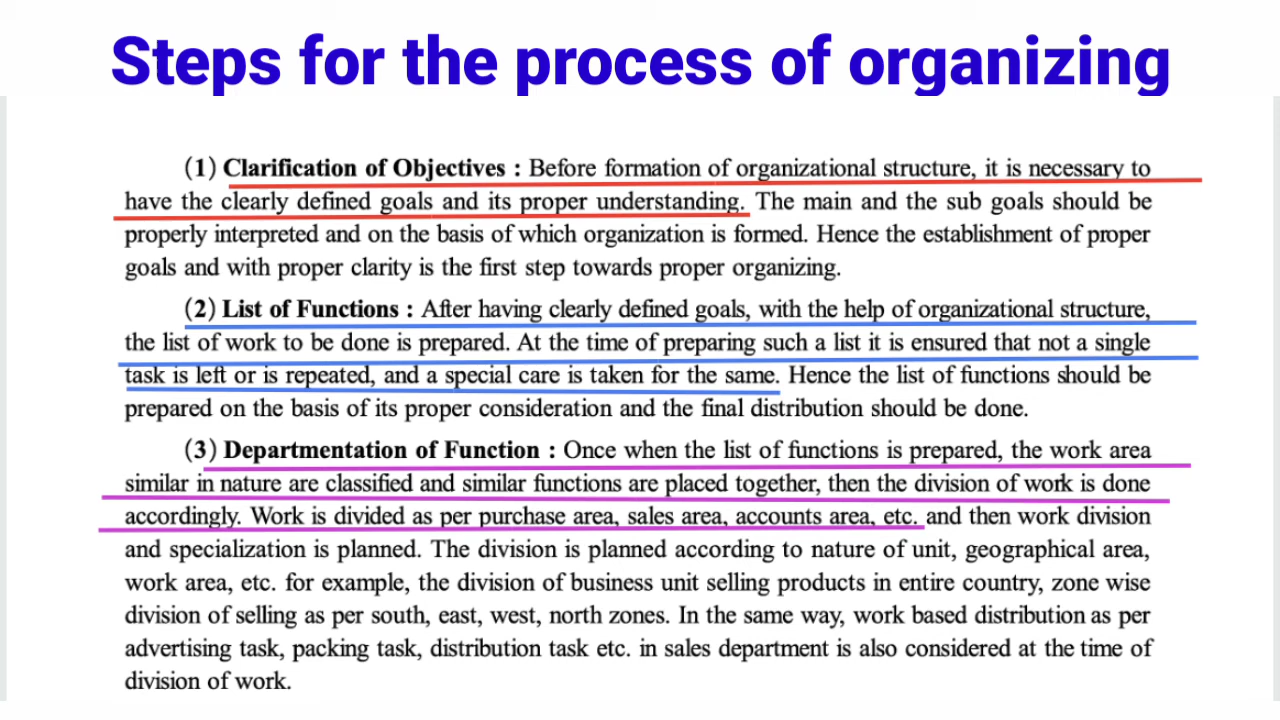 Steps for the process of organizing
(1) Clarification of Objectives : Before formation of organizational structure, it is necessary to
have the clearly defined goals and its proper understanding. The main and the sub goals should be
properly interpreted and on the basis of which organization is formed. Hence the establishment of proper
goals and with proper clarity is the first step towards proper organizing.
(2) List of Functions : After having clearly defined goals, with the help of organizational structure,
the list of work to be done is prepared. At the time of preparing such a list it is ensured that not a single
task is left or is repeated, and a special care is taken for the same. Hence the list of functions should be
prepared on the basis of its proper consideration and the final distribution should be done.
(3) Departmentation of Function : Once when the list of functions is prepared, the work area
similar in nature are classified and similar functions are placed together, then the division of work is done
accordingly. Work is divided as per purchase area, sales area, accounts area, etc. and then work division
and specialization is planned. The division is planned according to nature of unit, geographical area,
work area, etc. for example, the division of business unit selling products in entire country, zone wise
division of selling as per south, east, west, north zones. In the same way, work based distribution as per
advertising task, packing task, distribution task etc. in sales department is also considered at the time of
division of work.